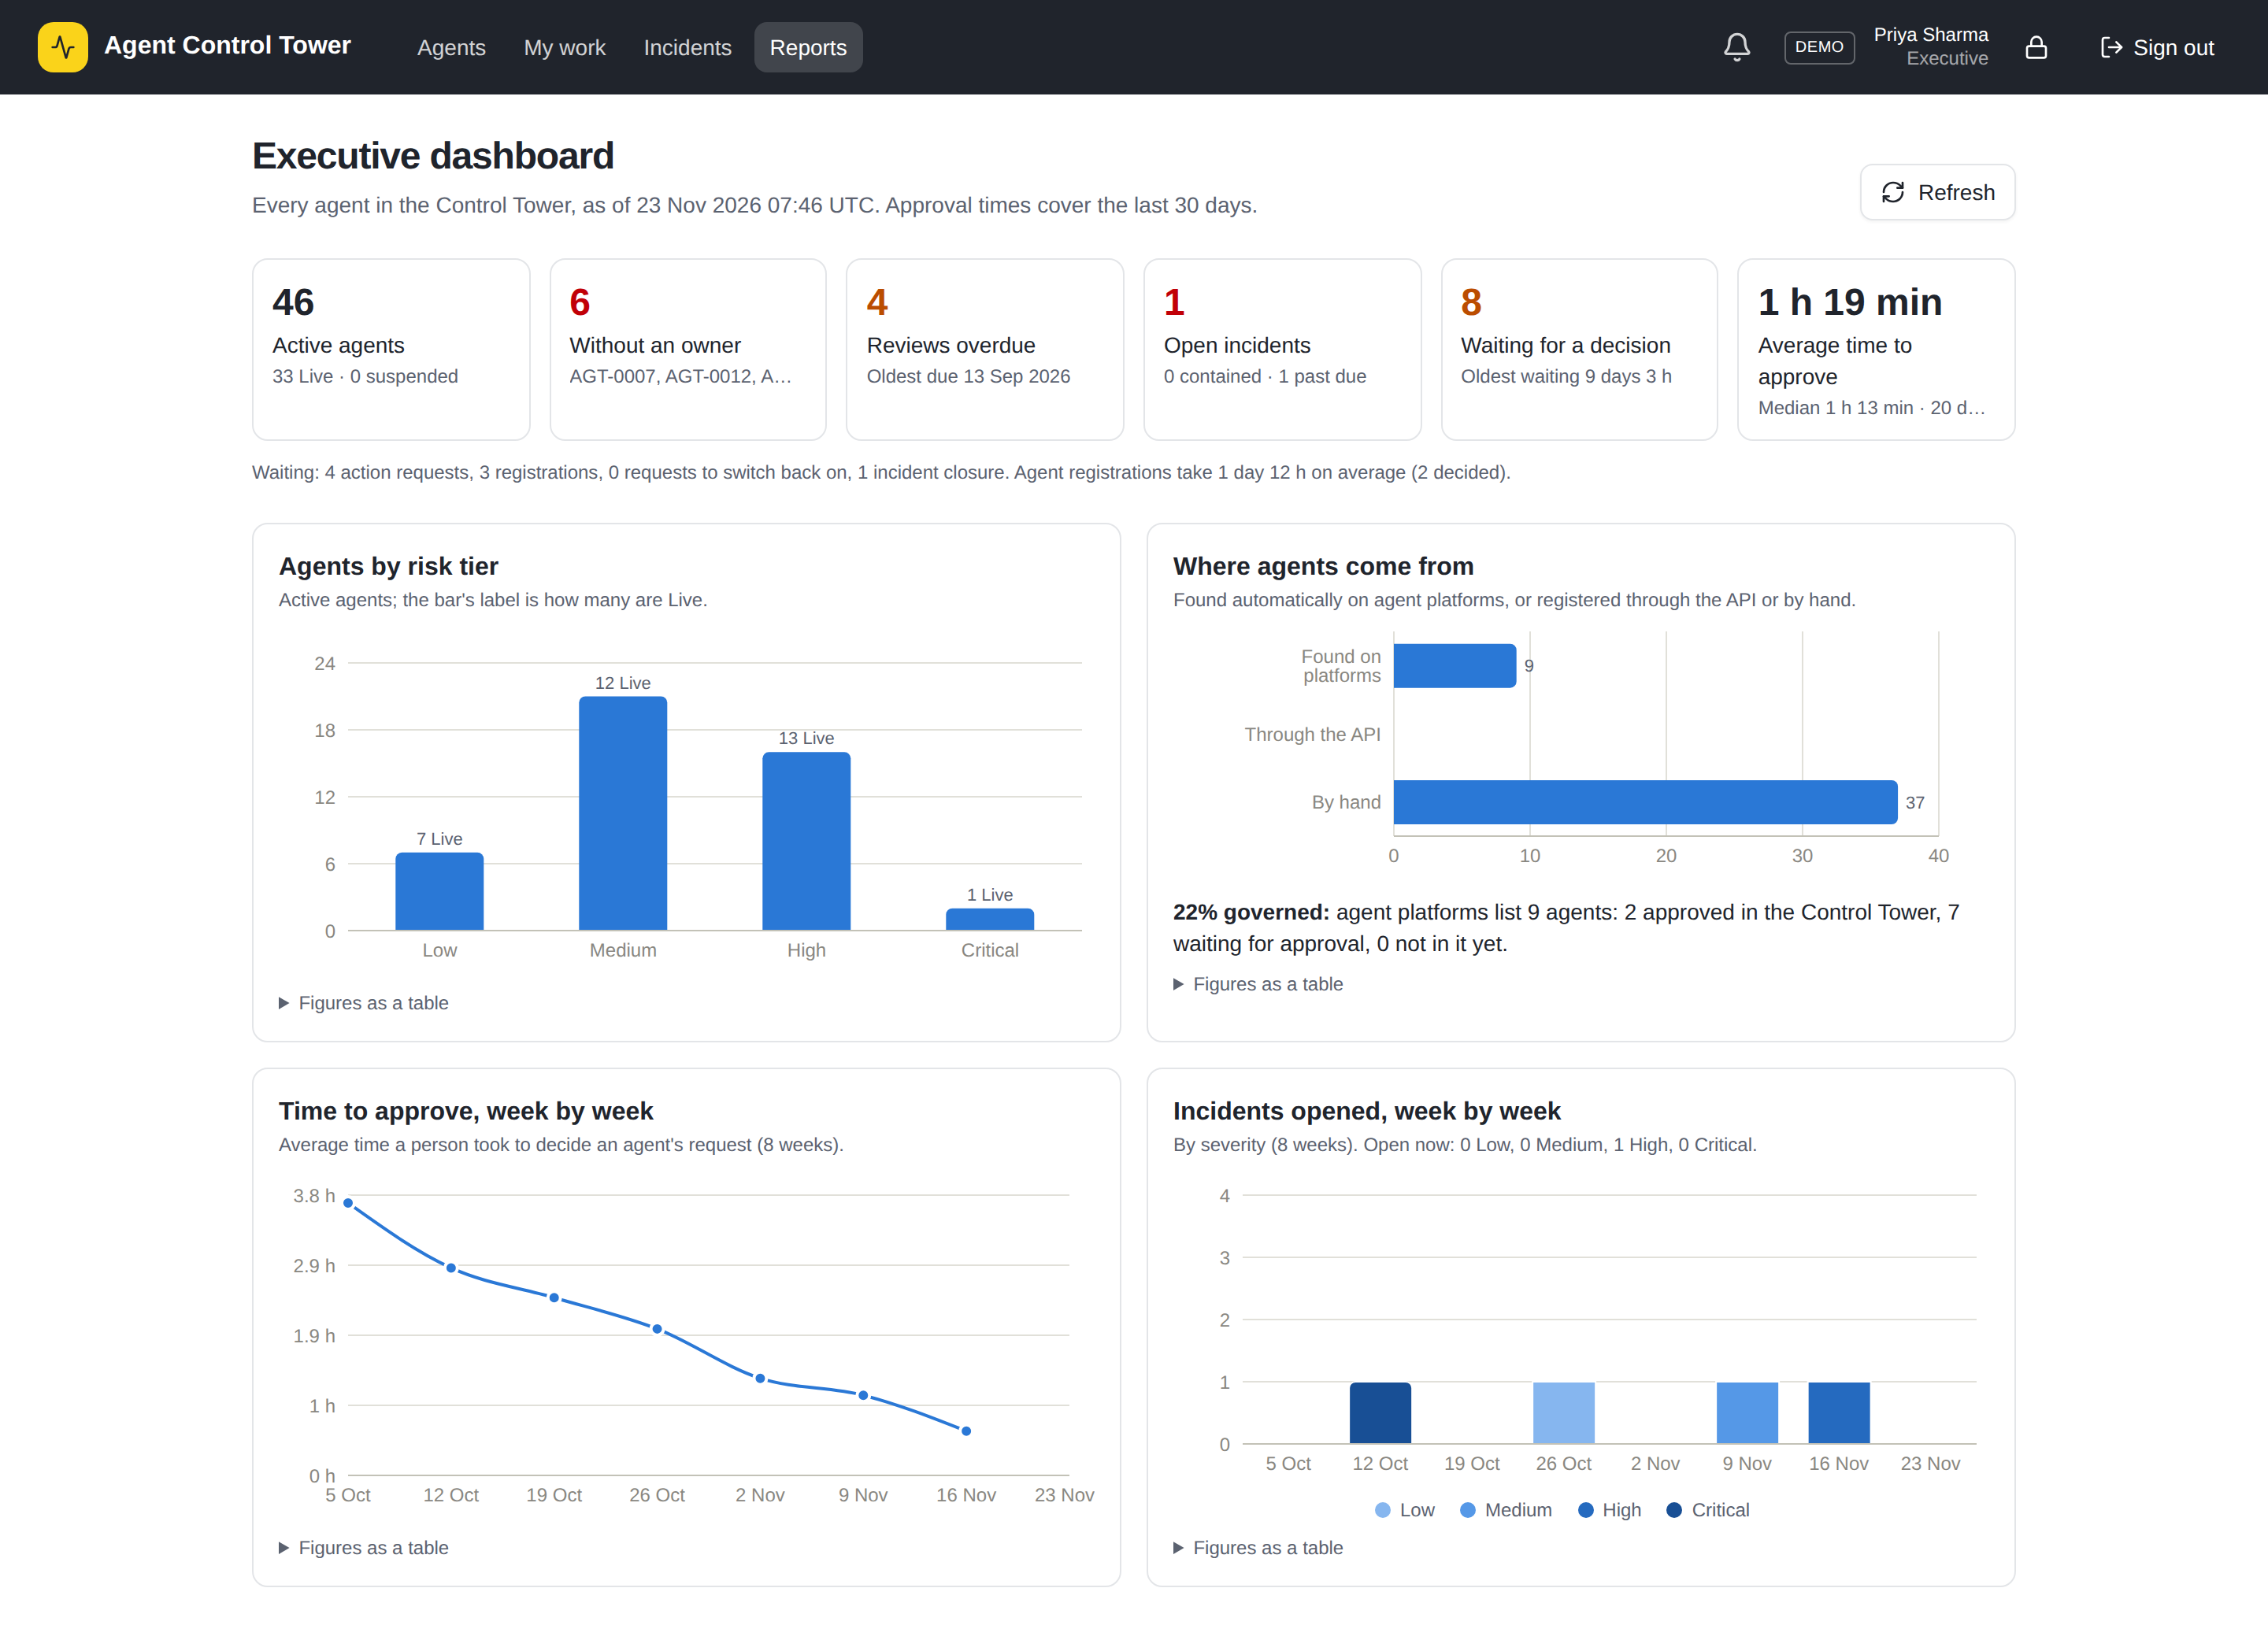 Agent Control Tower
Agents
My work
Incidents
Reports
DEMO
Priya Sharma
Executive
Sign out
Executive dashboard
Every agent in the Control Tower, as of 23 Nov 2026 07:46 UTC. Approval times cover the last 30 days.
Refresh
46
Active agents
33 Live · 0 suspended
6
Without an owner
AGT-0007, AGT-0012, A…
4
Reviews overdue
Oldest due 13 Sep 2026
1
Open incidents
0 contained · 1 past due
8
Waiting for a decision
Oldest waiting 9 days 3 h
1 h 19 min
Average time to
approve
Median 1 h 13 min · 20 d…
Waiting: 4 action requests, 3 registrations, 0 requests to switch back on, 1 incident closure. Agent registrations take 1 day 12 h on average (2 decided).
Agents by risk tier
Active agents; the bar's label is how many are Live.
24
18
12
6
0
7 Live
12 Live
13 Live
1 Live
Low
Medium
High
Critical
Figures as a table
Where agents come from
Found automatically on agent platforms, or registered through the API or by hand.
Found on
platforms
9
Through the API
By hand
37
0
10
20
30
40
22% governed: agent platforms list 9 agents: 2 approved in the Control Tower, 7
waiting for approval, 0 not in it yet.
Figures as a table
Time to approve, week by week
Average time a person took to decide an agent's request (8 weeks).
3.8 h
2.9 h
1.9 h
1 h
0 h
5 Oct
12 Oct
19 Oct
26 Oct
2 Nov
9 Nov
16 Nov
23 Nov
Figures as a table
Incidents opened, week by week
By severity (8 weeks). Open now: 0 Low, 0 Medium, 1 High, 0 Critical.
4
3
2
1
0
5 Oct
12 Oct
19 Oct
26 Oct
2 Nov
9 Nov
16 Nov
23 Nov
Low
Medium
High
Critical
Figures as a table